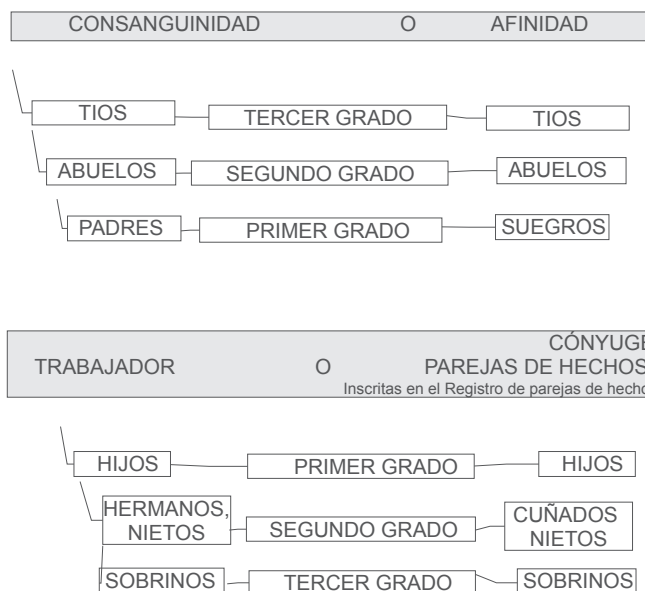 CONSANGUINIDAD O AFINIDAD
TIOS TERCER GRADO TIOS
ABUELOS SEGUNDO GRADO ABUELOS
PADRES PRIMER GRADO SUEGROS
CÓNYUGE
TRABAJADOR O PAREJAS DE HECHOS
Inscritas en el Registro de parejas de hecho
HIJOS PRIMER GRADO HIJOS
HERMANOS, NIETOS SEGUNDO GRADO CUÑADOS NIETOS
SOBRINOS TERCER GRADO SOBRINOS